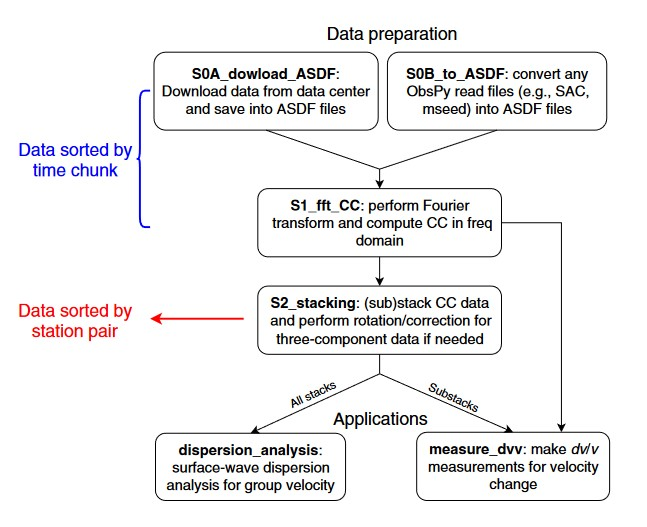 Data preparation
S0A_dowload_ASDF:
Download data from data center
and save into ASDF files
S0B_to_ASDF: convert any
ObsPy read files (e.g., SAC,
mseed) into ASDF files
Data sorted by
time chunk
S1_fft_CC: perform Fourier
transform and compute CC in freq
domain
S2_stacking: (sub)stack CC data
and perform rotation/correction for
three-component data if needed
Data sorted by
station pair
All stacks
Substacks
Applications
dispersion_analysis:
surface-wave dispersion
analysis for group velocity
measure_dvv: make dv/v
measurements for velocity
change